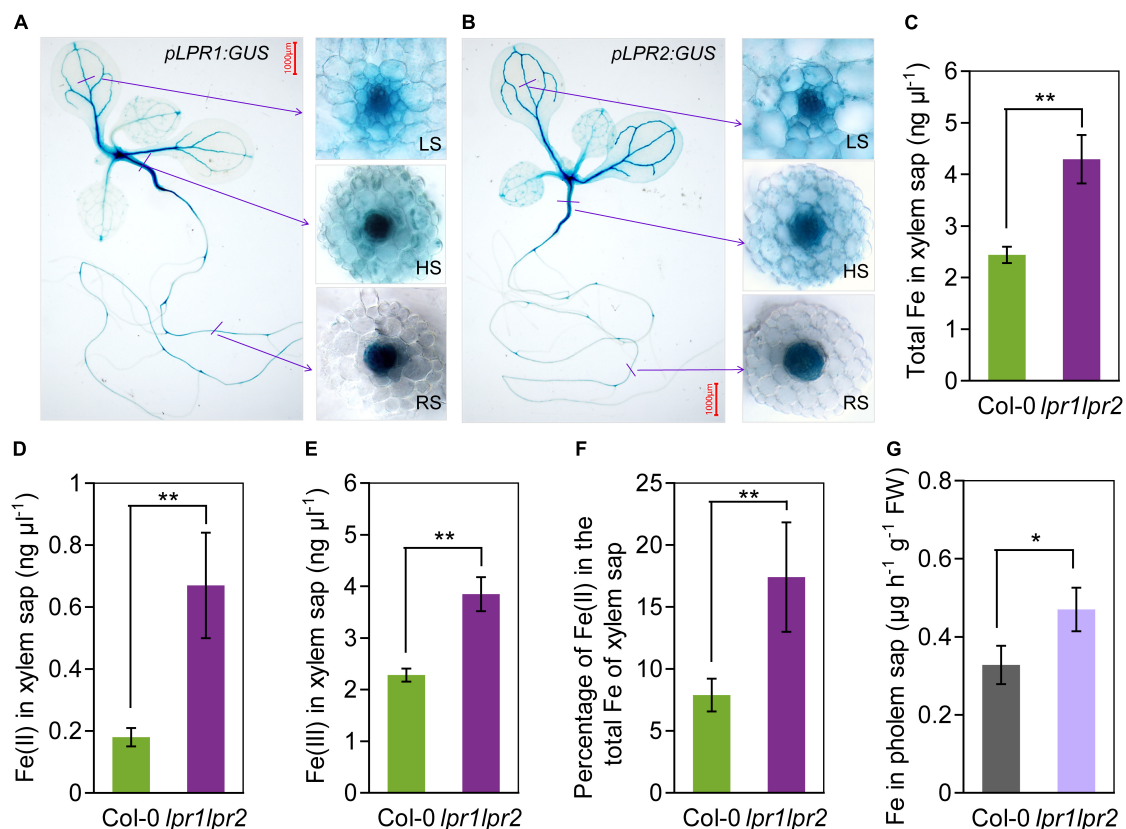 A
pLPR1:GUS
1000µm
LS
HS
RS
B
pLPR2:GUS
LS
HS
RS
1000µm
C
Total Fe in xylem sap (ng µl-1)
6
5
4
3
2
1
0
**
Col-0 lpr1lpr2
D
Fe(II) in xylem sap (ng µl-1)
1
0.8
0.6
0.4
0.2
0
**
Col-0 lpr1lpr2
E
Fe(III) in xylem sap (ng µl-1)
6
5
4
3
2
1
0
**
Col-0 lpr1lpr2
F
Percentage of Fe(II) in the
total Fe of xylem sap
25
20
15
10
5
0
**
Col-0 lpr1lpr2
G
Fe in pholem sap (µg h-1 g-1 FW)
0.8
0.6
0.4
0.2
0
*
Col-0 lpr1lpr2